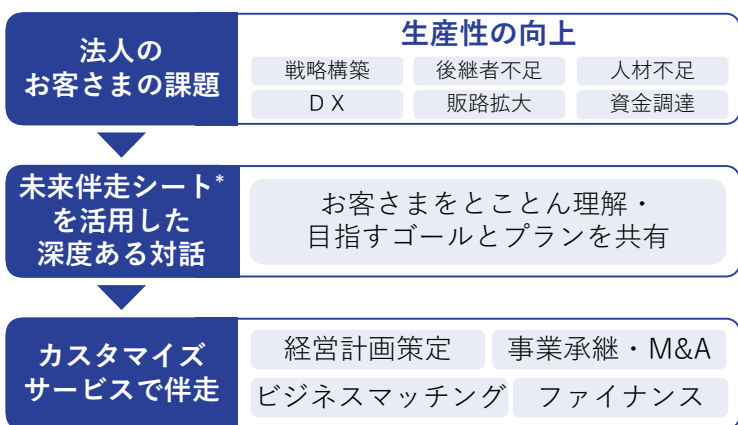 法人の
お客さまの課題
生産性の向上
戦略構築
後継者不足
人材不足
ＤＸ
販路拡大
資金調達
未来伴走シート*
を活用した
深度ある対話
お客さまをとことん理解・
目指すゴールとプランを共有
カスタマイズ
サービスで伴走
経営計画策定
事業承継・M&A
ビジネスマッチング
ファイナンス